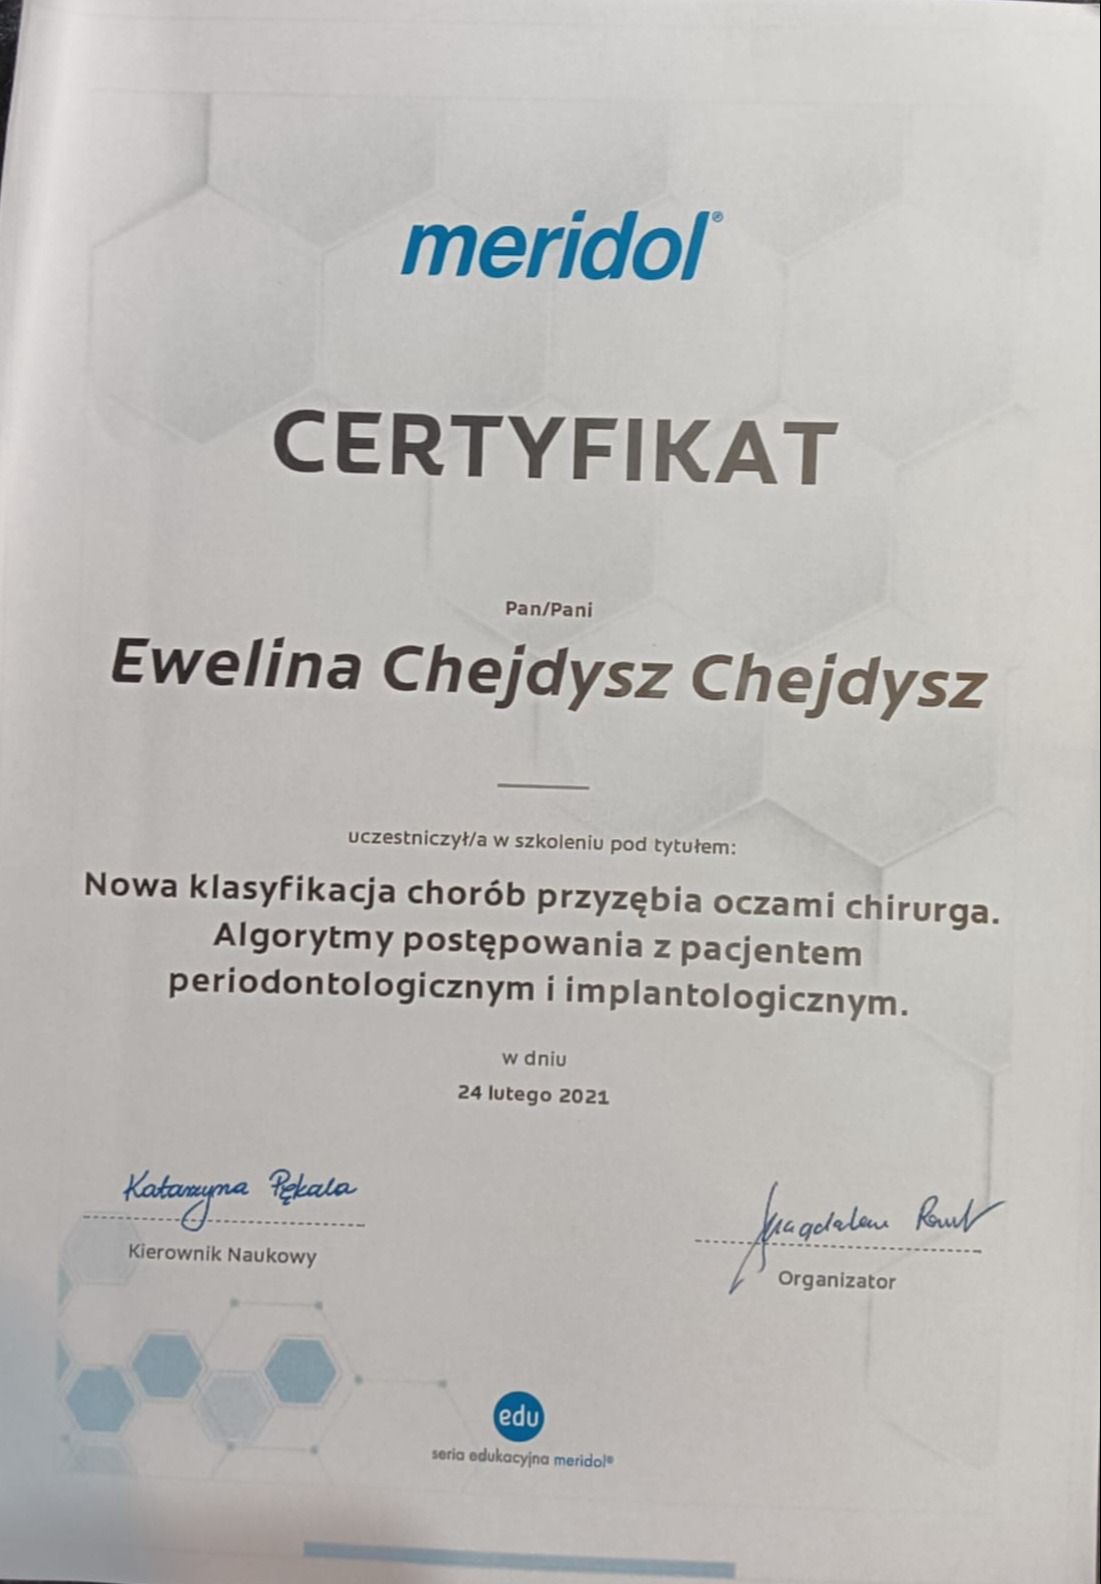 meridol®
CERTYFIKAT
Pan/Pani
Ewelina Chejdysz Chejdysz
uczestniczył/a w szkoleniu pod tytułem:
Nowa klasyfikacja chorób przyzębia oczami chirurga.
Algorytmy postępowania z pacjentem
periodontologicznym i implantologicznym.
w dniu
24 lutego 2021
Katarzyna Pękala
Kierownik Naukowy
Magdalena
Organizator
edu
seria edukacyjna meridol®